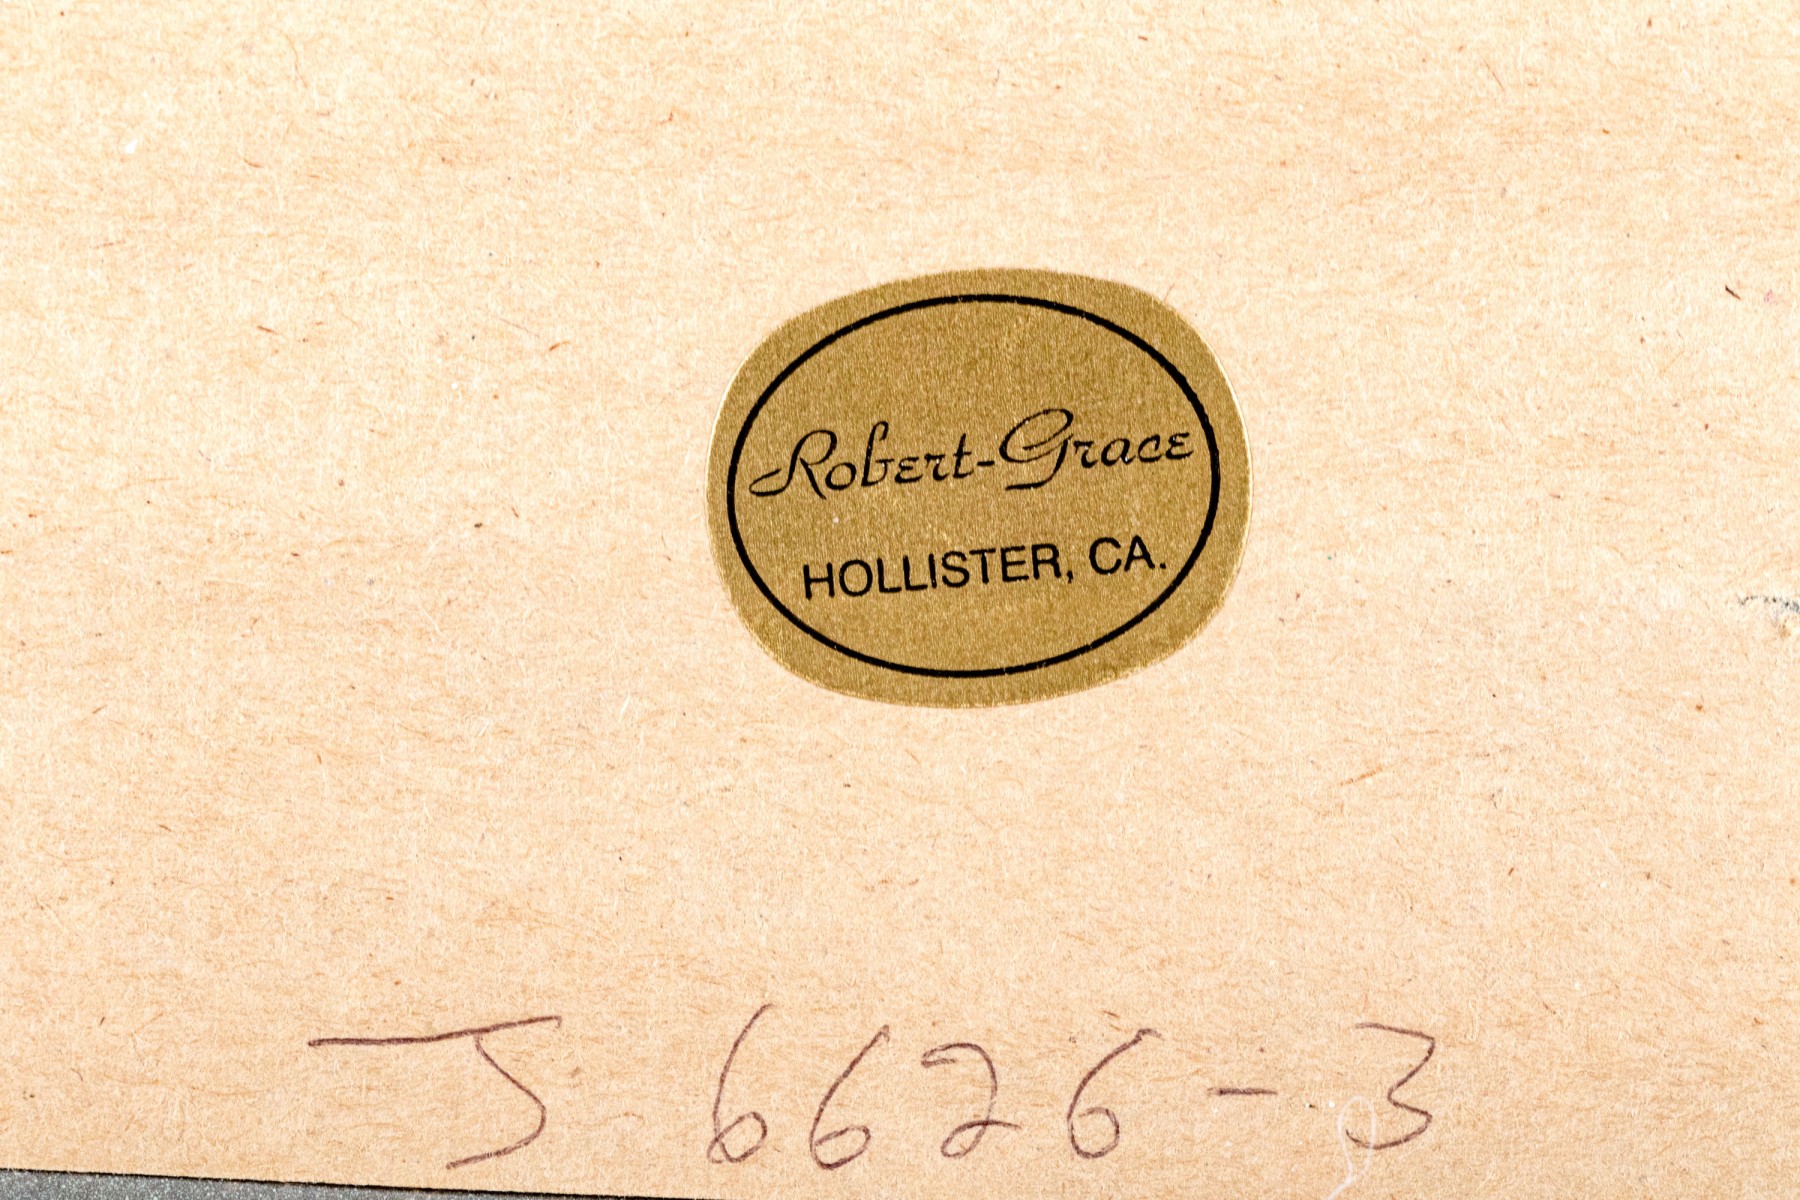 Robert-Grace
HOLLISTER, CA.
J 6626-3